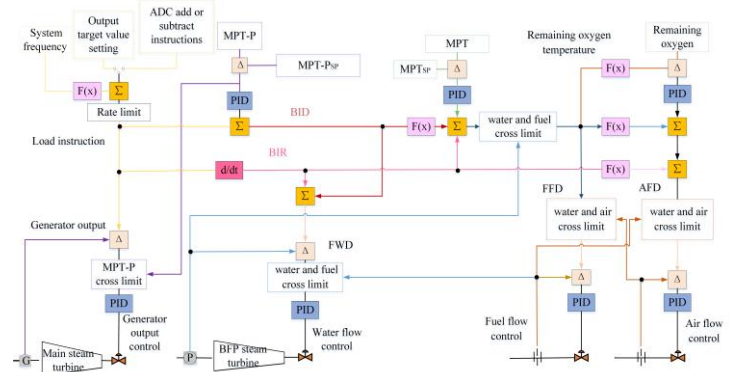 System
frequency
Output
target value
setting
ADC add or
subtract
instructions
MPT-P
Δ
MPT-PSP
PID
F(x)
Σ
Rate limit
Σ
BID
Load instruction
BIR
d/dt
MPT
MPTSP
Δ
PID
F(x)
Σ
water and fuel
cross limit
Remaining oxygen
temperature
Remaining
oxygen
F(x)
Δ
PID
F(x)
Σ
F(x)
Σ
Σ
Generator output
Δ
MPT-P
cross limit
PID
Generator
output
control
G
Main steam
turbine
FWD
Δ
water and fuel
cross limit
PID
Water flow
control
P
BFP steam
turbine
FFD
water and air
cross limit
AFD
water and air
cross limit
Δ
PID
Fuel flow
control
Δ
PID
Air flow
control